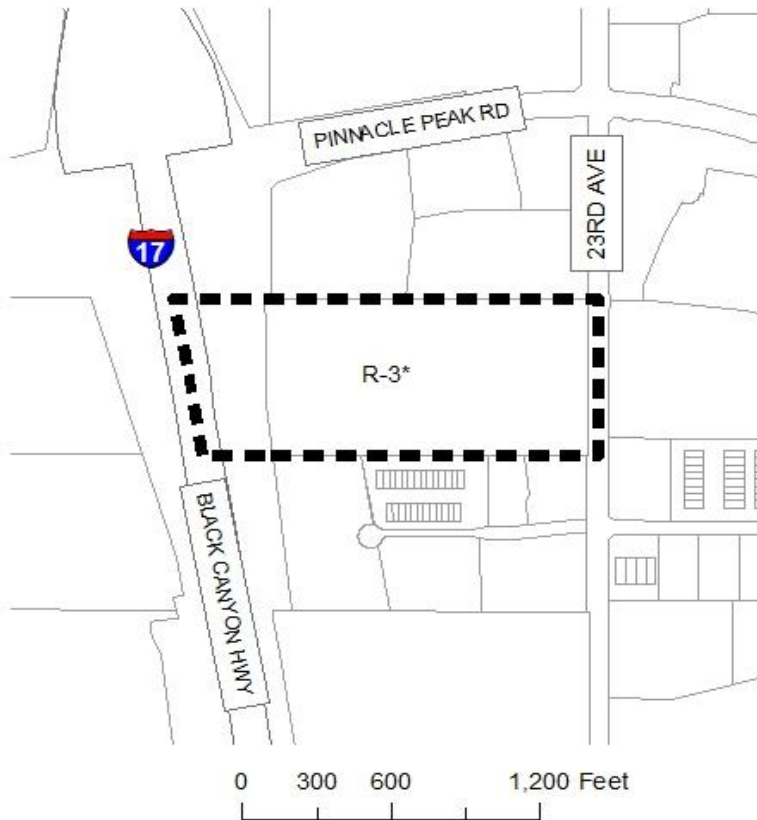 PINNACLE PEAK RD
23RD AVE
17
R-3*
BLACK CANYON HWY
0 300 600 1,200 Feet